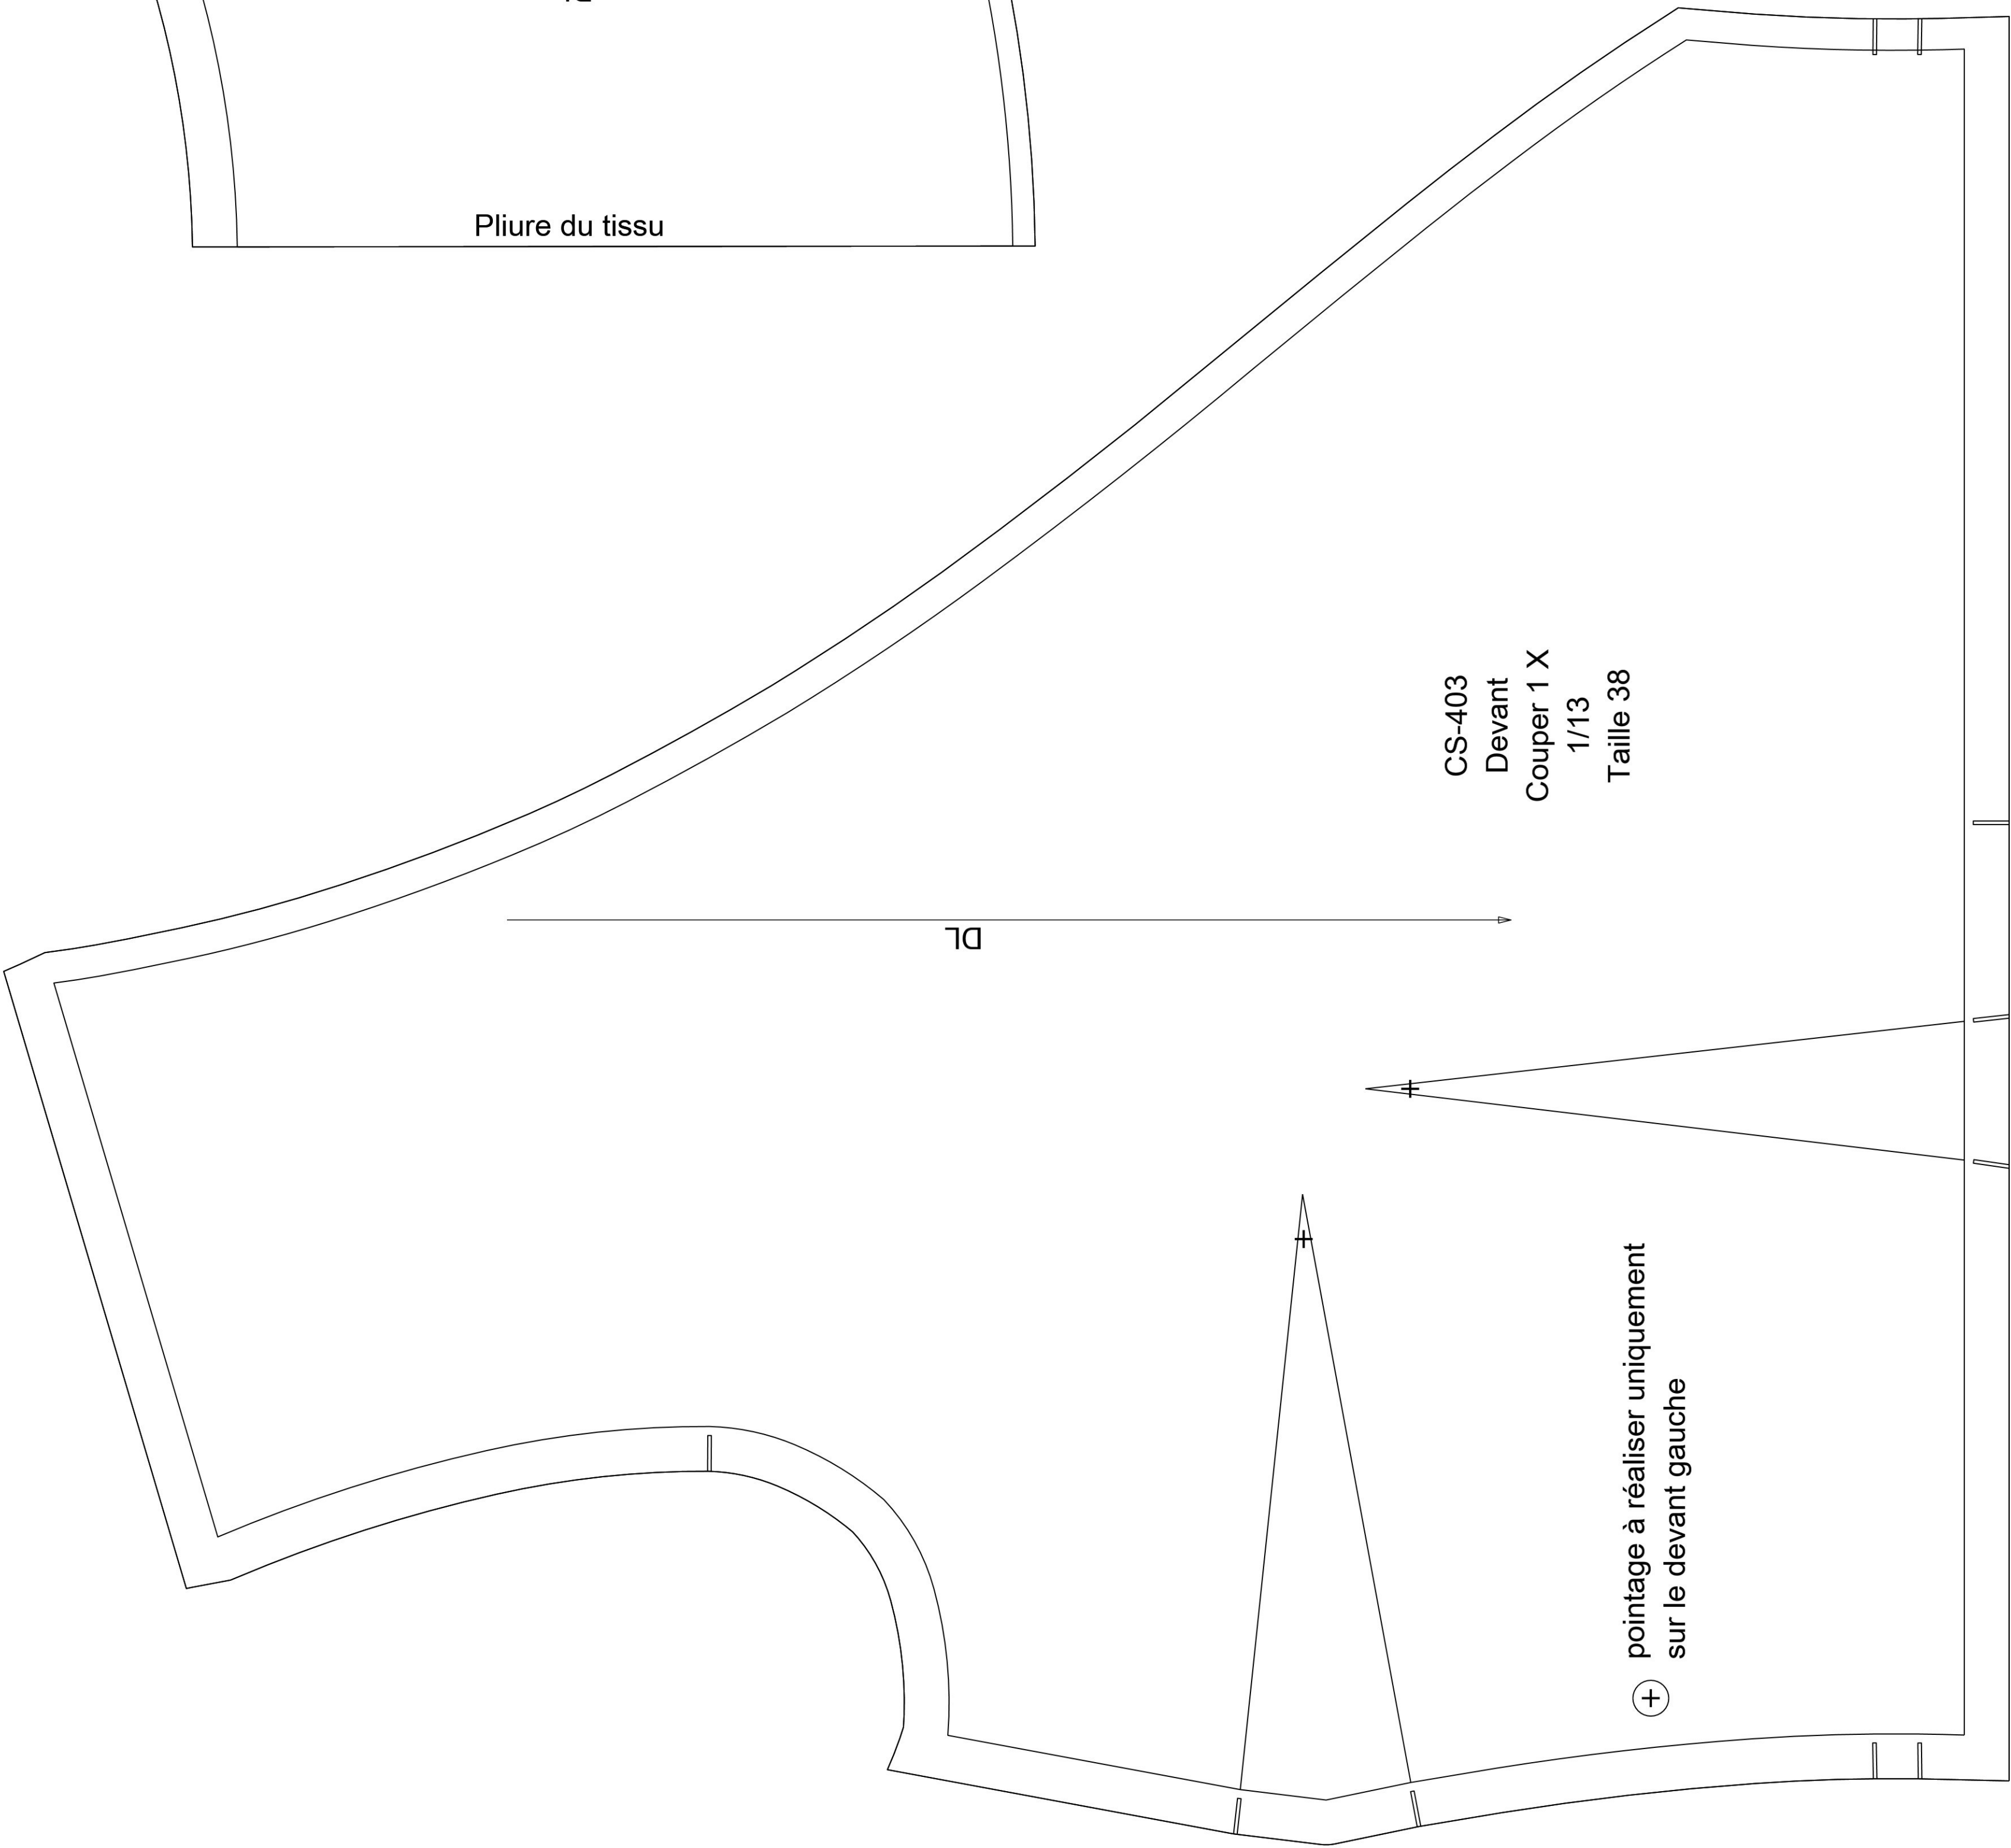 Pliure du tissu
CS-403
Devant
Couper 1 X
1/13
Taille 38
DL
pointage à réaliser uniquement
sur le devant gauche